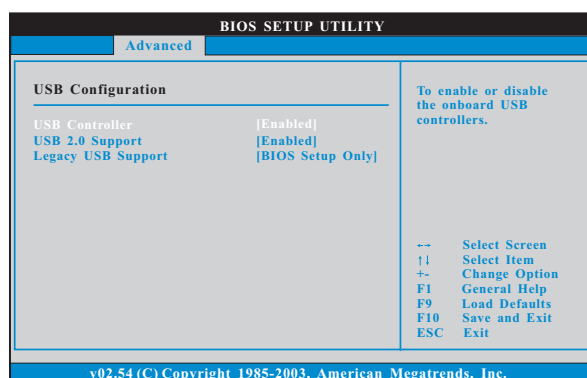 BIOS SETUP UTILITY
Advanced
USB Configuration
USB Controller [Enabled]
USB 2.0 Support [Enabled]
Legacy USB Support [BIOS Setup Only]
To enable or disable
the onboard USB
controllers.
←→ Select Screen
↑↓ Select Item
+- Change Option
F1 General Help
F9 Load Defaults
F10 Save and Exit
ESC Exit
v02.54 (C) Copyright 1985-2003, American Megatrends, Inc.